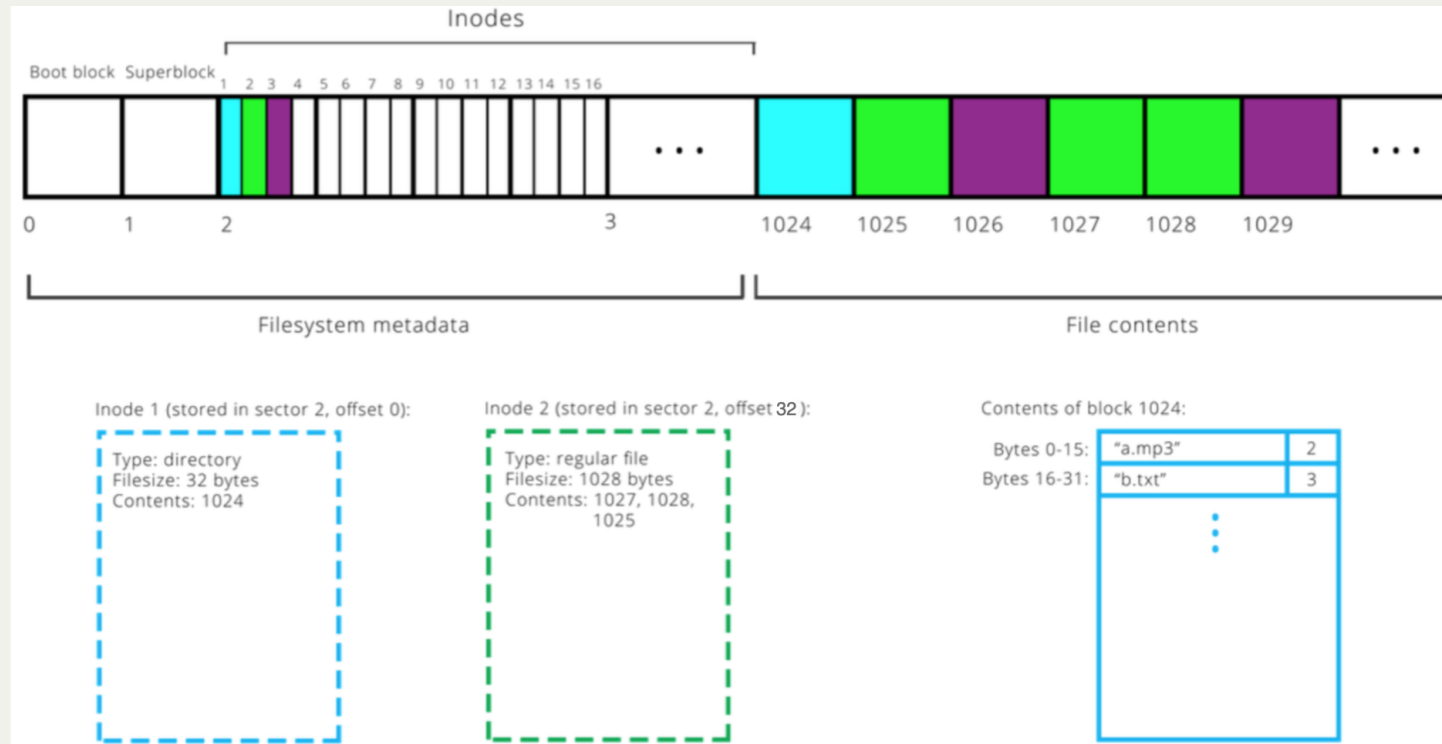 Inodes
Boot block Superblock 1 2 3 4 5 6 7 8 9 10 11 12 13 14 15 16
... ...
0 1 2 3 1024 1025 1026 1027 1028 1029
Filesystem metadata File contents
Inode 1 (stored in sector 2, offset 0):
Type: directory
Filesize: 32 bytes
Contents: 1024
Inode 2 (stored in sector 2, offset 32):
Type: regular file
Filesize: 1028 bytes
Contents: 1027, 1028,
1025
Contents of block 1024:
Bytes 0-15: “a.mp3” 2
Bytes 16-31: “b.txt” 3